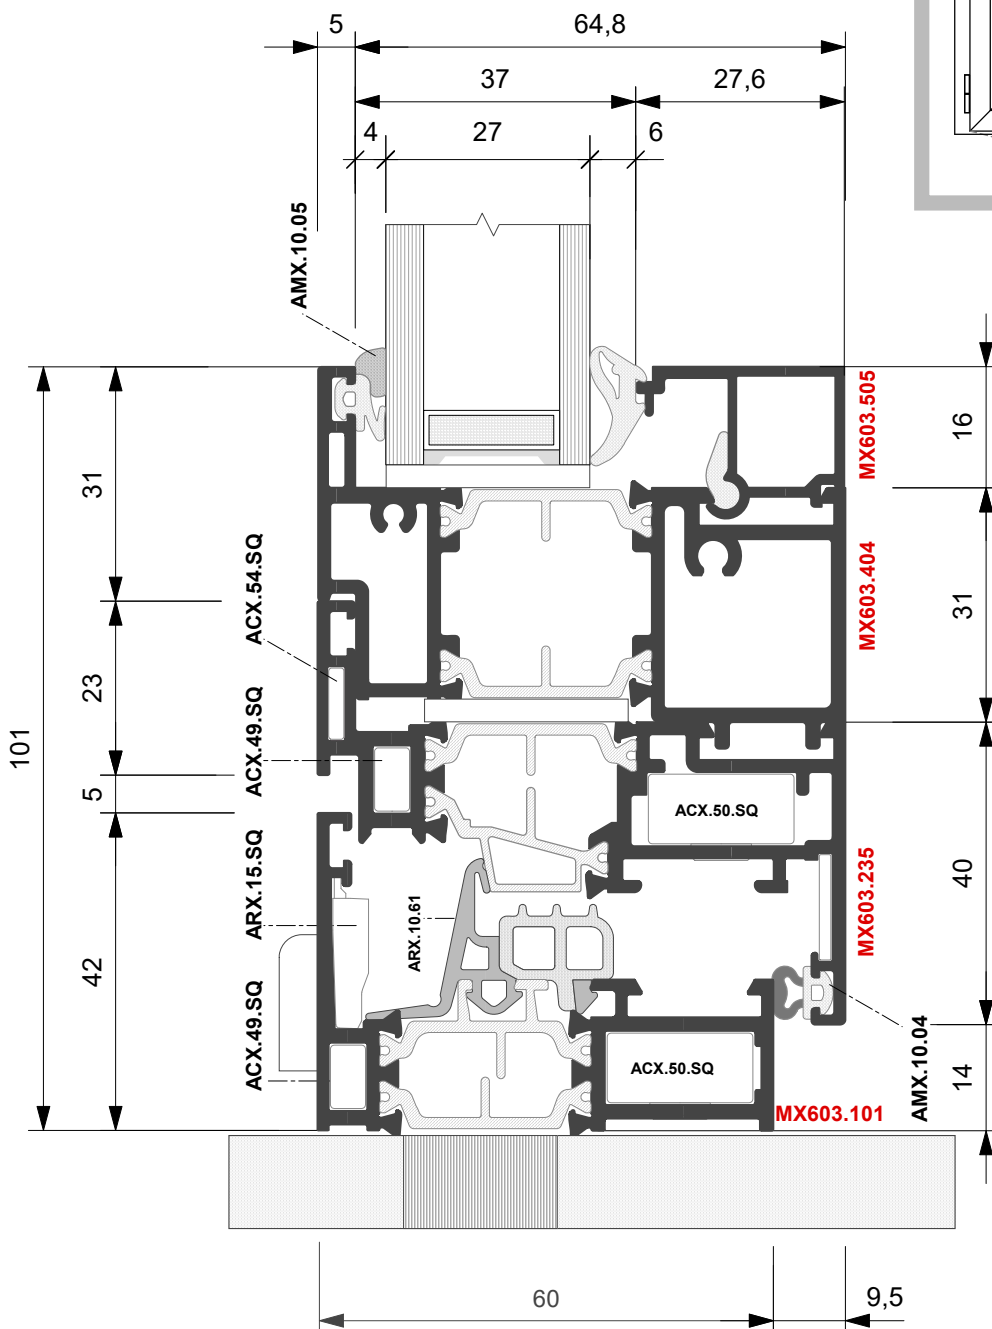 5
64,8
37
27,6
4
27
6
AMX.10.05
MX603.505
16
31
ACX.54.SQ
MX603.404
31
23
ACX.49.SQ
101
5
ACX.50.SQ
ARX.15.SQ
ARX.10.61
MX603.235
40
42
ACX.49.SQ
AMX.10.04
ACX.50.SQ
14
MX603.101
60
9,5